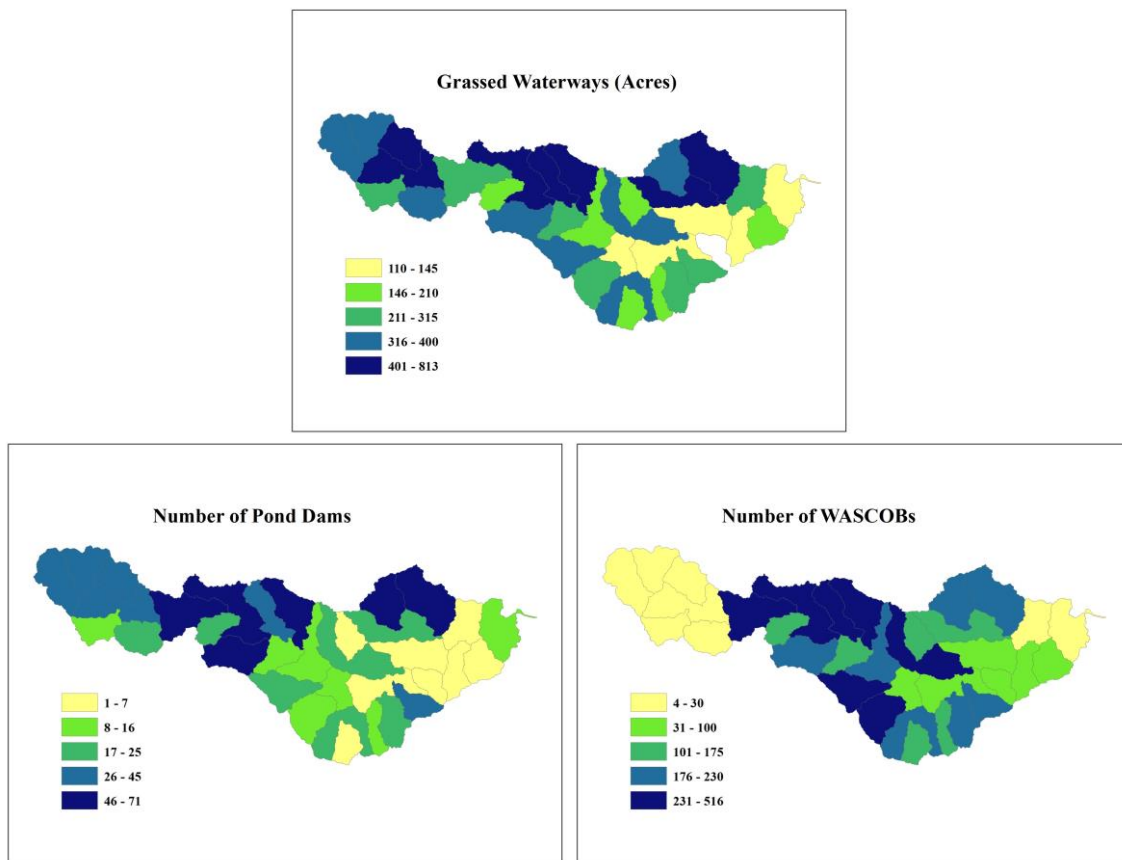 Grassed Waterways (Acres)
110 - 145
146 - 210
211 - 315
316 - 400
401 - 813
Number of Pond Dams
1 - 7
8 - 16
17 - 25
26 - 45
46 - 71
Number of WASCOBs
4 - 30
31 - 100
101 - 175
176 - 230
231 - 516